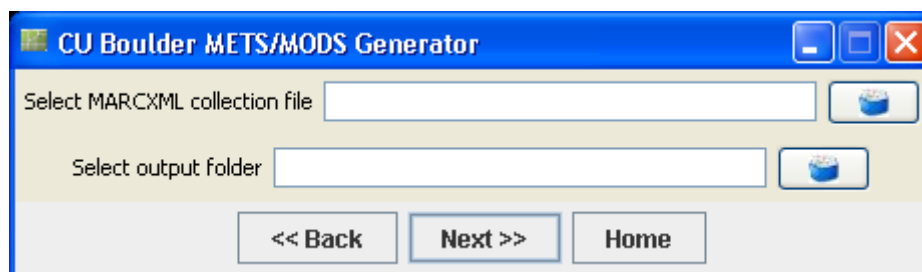 CU Boulder METS/MODS Generator
Select MARCXML collection file
Select output folder
<< Back Next >> Home